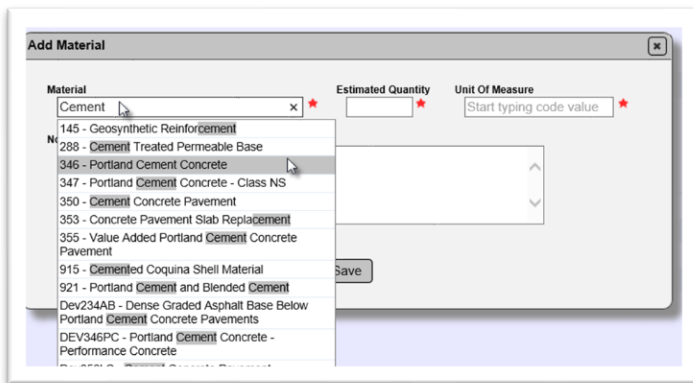 Add Material
Material Estimated Quantity Unit Of Measure
Cement Start typing code value
145 - Geosynthetic Reinforcement
288 - Cement Treated Permeable Base
346 - Portland Cement Concrete
347 - Portland Cement Concrete - Class NS
350 - Cement Concrete Pavement
353 - Concrete Pavement Slab Replacement
355 - Value Added Portland Cement Concrete
Pavement
915 - Cemented Coquina Shell Material
Save
921 - Portland Cement and Blended Cement
Dev234AB - Dense Graded Asphalt Base Below
Portland Cement Concrete Pavements
DEV346PC - Portland Cement Concrete -
Performance Concrete